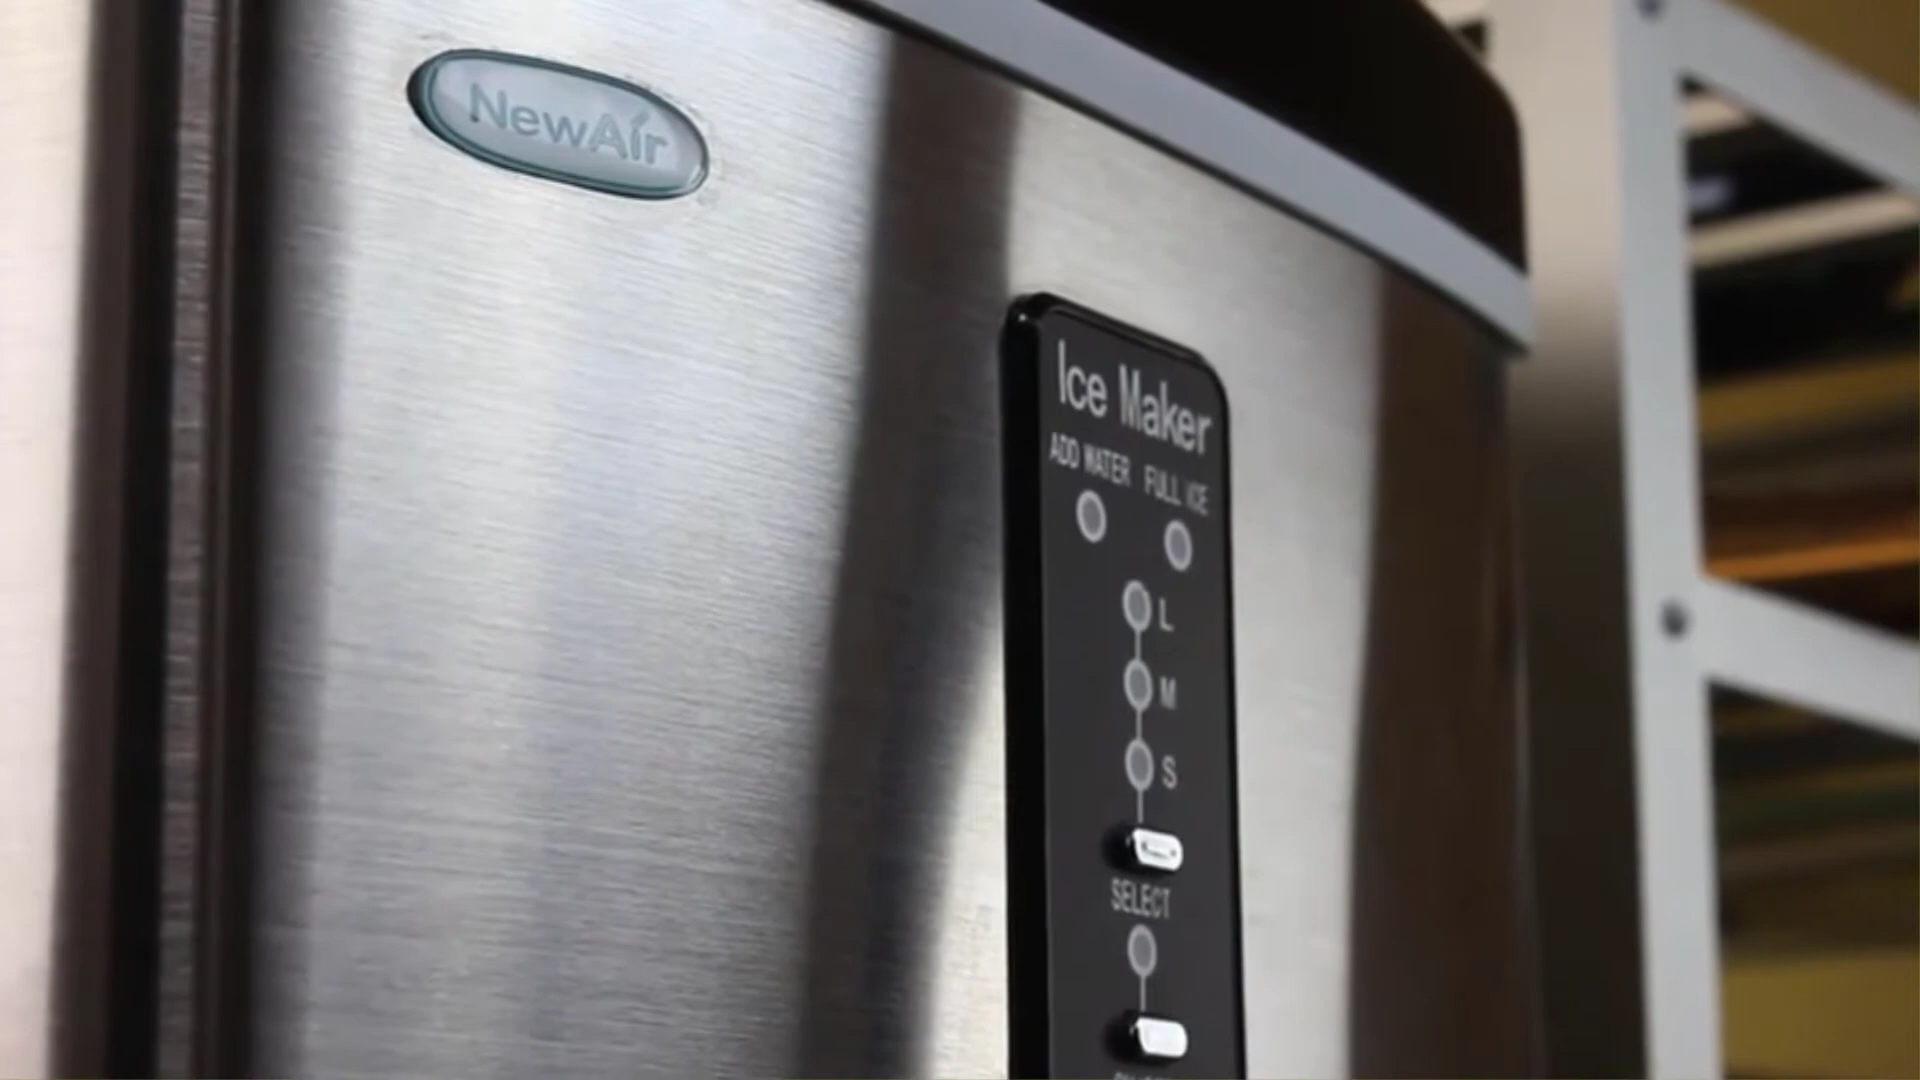 NewAir
Ice Maker
ADD WATER FULL ICE
L
M
S
SELECT